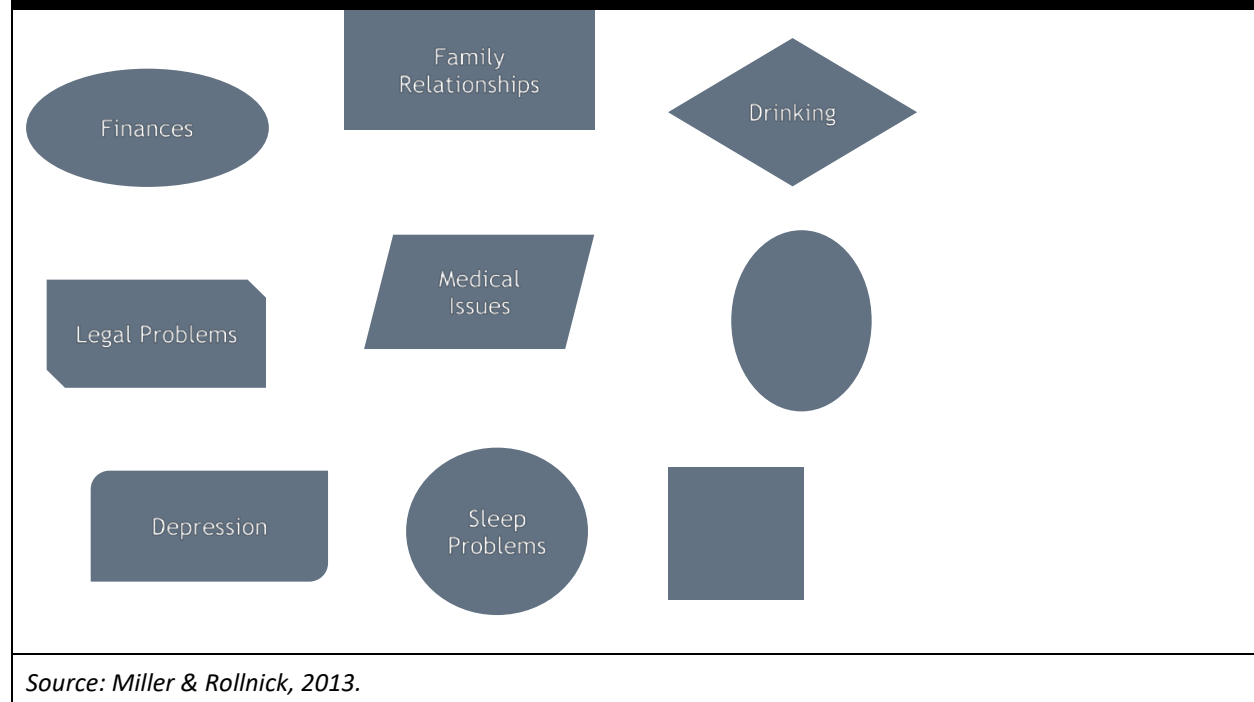 Family
Relationships
Finances
Drinking
Legal Problems
Medical
Issues
Depression
Sleep
Problems
Source: Miller & Rollnick, 2013.